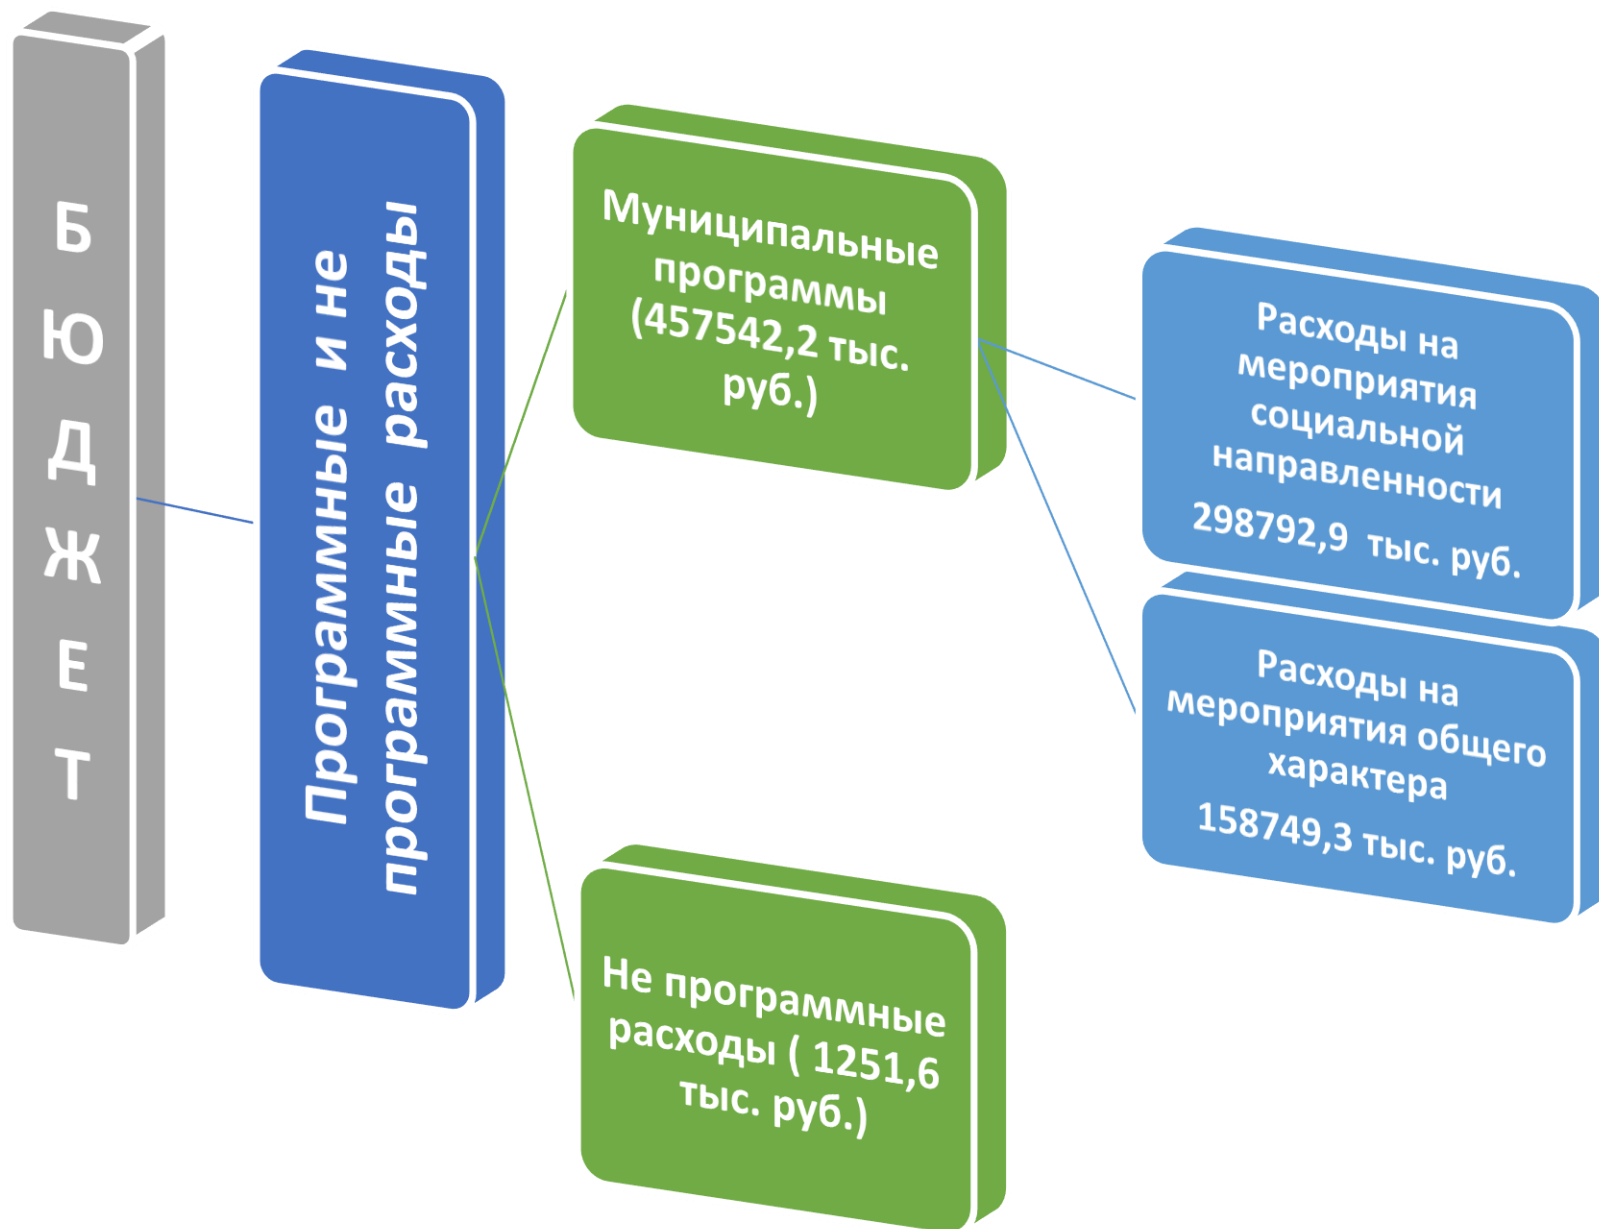 БЮДЖЕТ
Программные и не
программные расходы
Муниципальные
программы
(457542,2 тыс.
руб.)
Расходы на
мероприятия
социальной
направленности
298792,9 тыс. руб.
Расходы на
мероприятия общего
характера
158749,3 тыс. руб.
Не программные
расходы ( 1251,6
тыс. руб.)